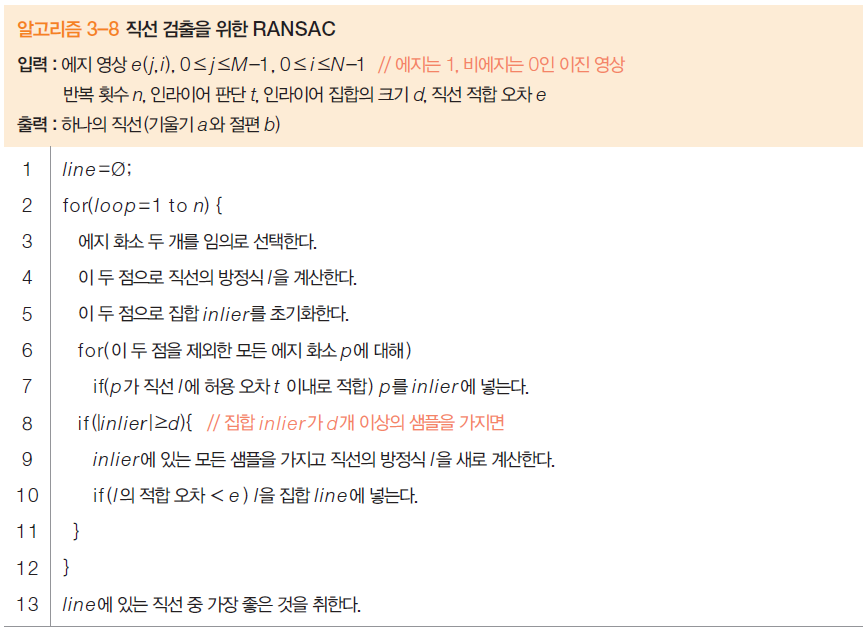 알고리즘 3-8 직선 검출을 위한 RANSAC
입력 : 에지 영상 e(j,i), 0≤j≤M-1, 0≤i≤N-1 // 에지는 1, 비에지는 0인 이진 영상
반복 횟수 n, 인라이어 판단 t, 인라이어 집합의 크기 d, 직선 적합 오차 e
출력 : 하나의 직선(기울기 a와 절편 b)
1 line=Ø;
2 for(loop=1 to n) {
3 에지 화소 두 개를 임의로 선택한다.
4 이 두 점으로 직선의 방정식 l을 계산한다.
5 이 두 점으로 집합 inlier를 초기화한다.
6 for(이 두 점을 제외한 모든 에지 화소 p에 대해)
7 if(p가 직선 l에 허용 오차 t 이내로 적합) p를 inlier에 넣는다.
8 if(|inlier|≥d){ // 집합 inlier가 d개 이상의 샘플을 가지면
9 inlier에 있는 모든 샘플을 가지고 직선의 방정식 l을 새로 계산한다.
10 if(l의 적합 오차 < e) l을 집합 line에 넣는다.
11 }
12 }
13 line에 있는 직선 중 가장 좋은 것을 취한다.